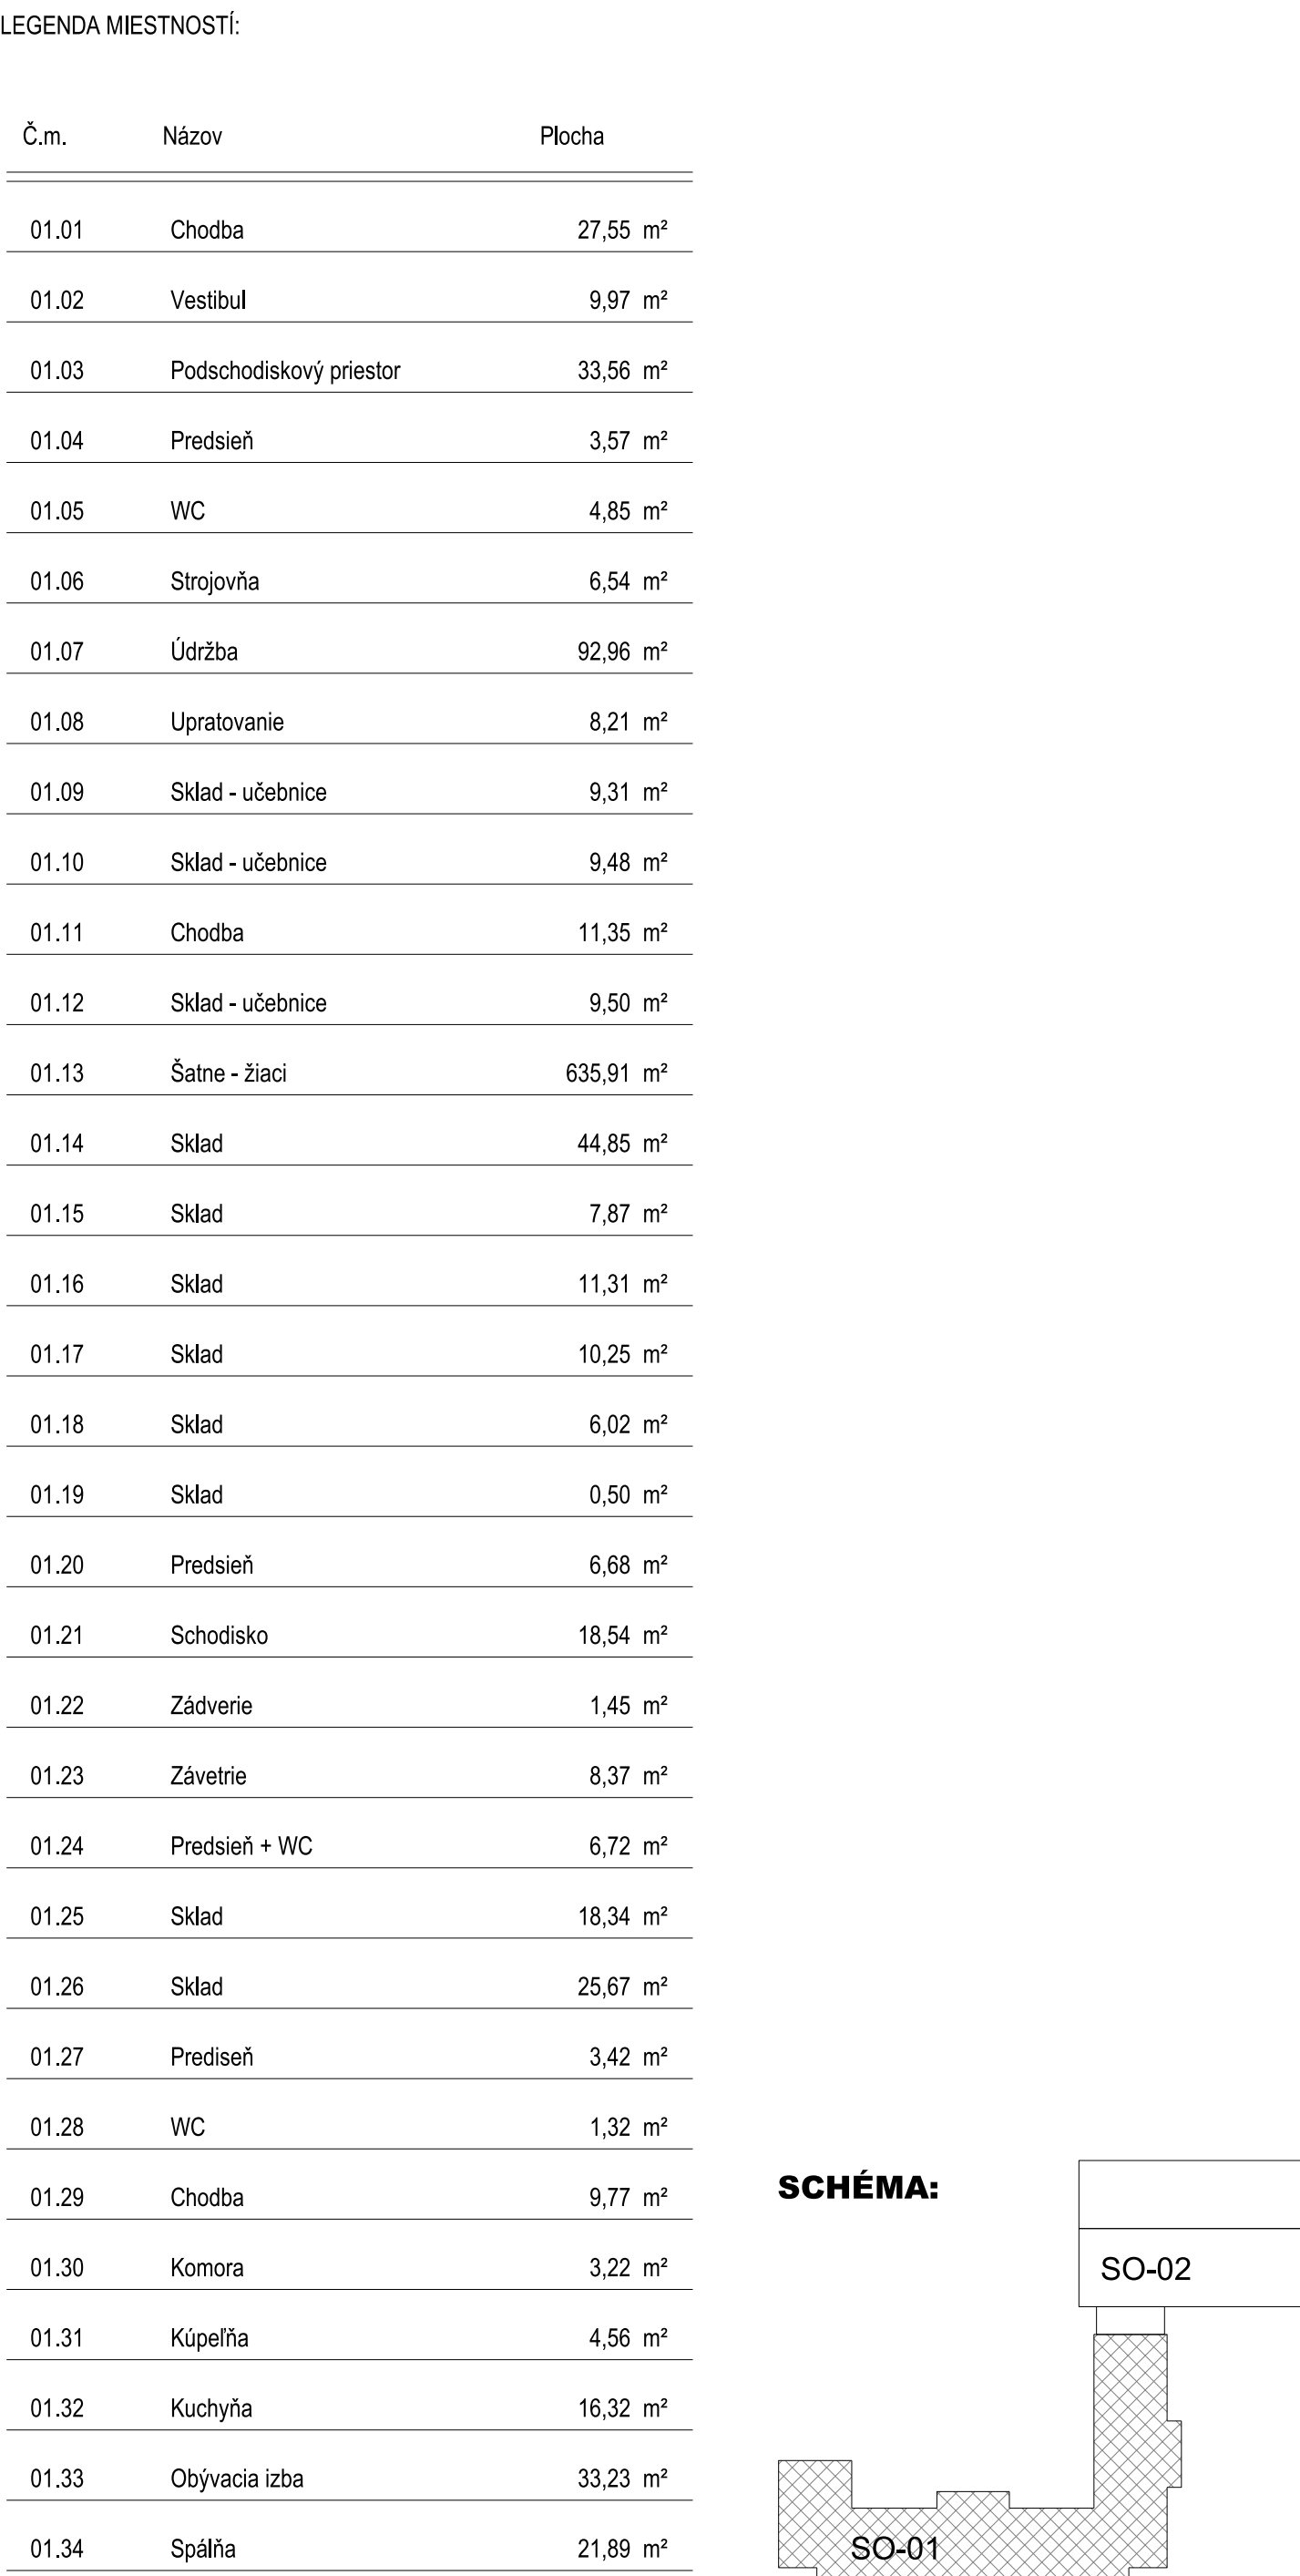 LEGENDA MIESTNOSTÍ:
Č.m. Názov Plocha
01.01 Chodba 27,55 m²
01.02 Vestibul 9,97 m²
01.03 Podschodiskový priestor 33,56 m²
01.04 Predsieň 3,57 m²
01.05 WC 4,85 m²
01.06 Strojovňa 6,54 m²
01.07 Údržba 92,96 m²
01.08 Upratovanie 8,21 m²
01.09 Sklad - učebnice 9,31 m²
01.10 Sklad - učebnice 9,48 m²
01.11 Chodba 11,35 m²
01.12 Sklad - učebnice 9,50 m²
01.13 Šatne - žiaci 635,91 m²
01.14 Sklad 44,85 m²
01.15 Sklad 7,87 m²
01.16 Sklad 11,31 m²
01.17 Sklad 10,25 m²
01.18 Sklad 6,02 m²
01.19 Sklad 0,50 m²
01.20 Predsieň 6,68 m²
01.21 Schodisko 18,54 m²
01.22 Zádverie 1,45 m²
01.23 Závetrie 8,37 m²
01.24 Predsieň + WC 6,72 m²
01.25 Sklad 18,34 m²
01.26 Sklad 25,67 m²
01.27 Prediseň 3,42 m²
01.28 WC 1,32 m²
01.29 Chodba 9,77 m²
01.30 Komora 3,22 m²
01.31 Kúpeľňa 4,56 m²
01.32 Kuchyňa 16,32 m²
01.33 Obývacia izba 33,23 m²
01.34 Spálňa 21,89 m²
SCHÉMA:
SO-02
SO-01